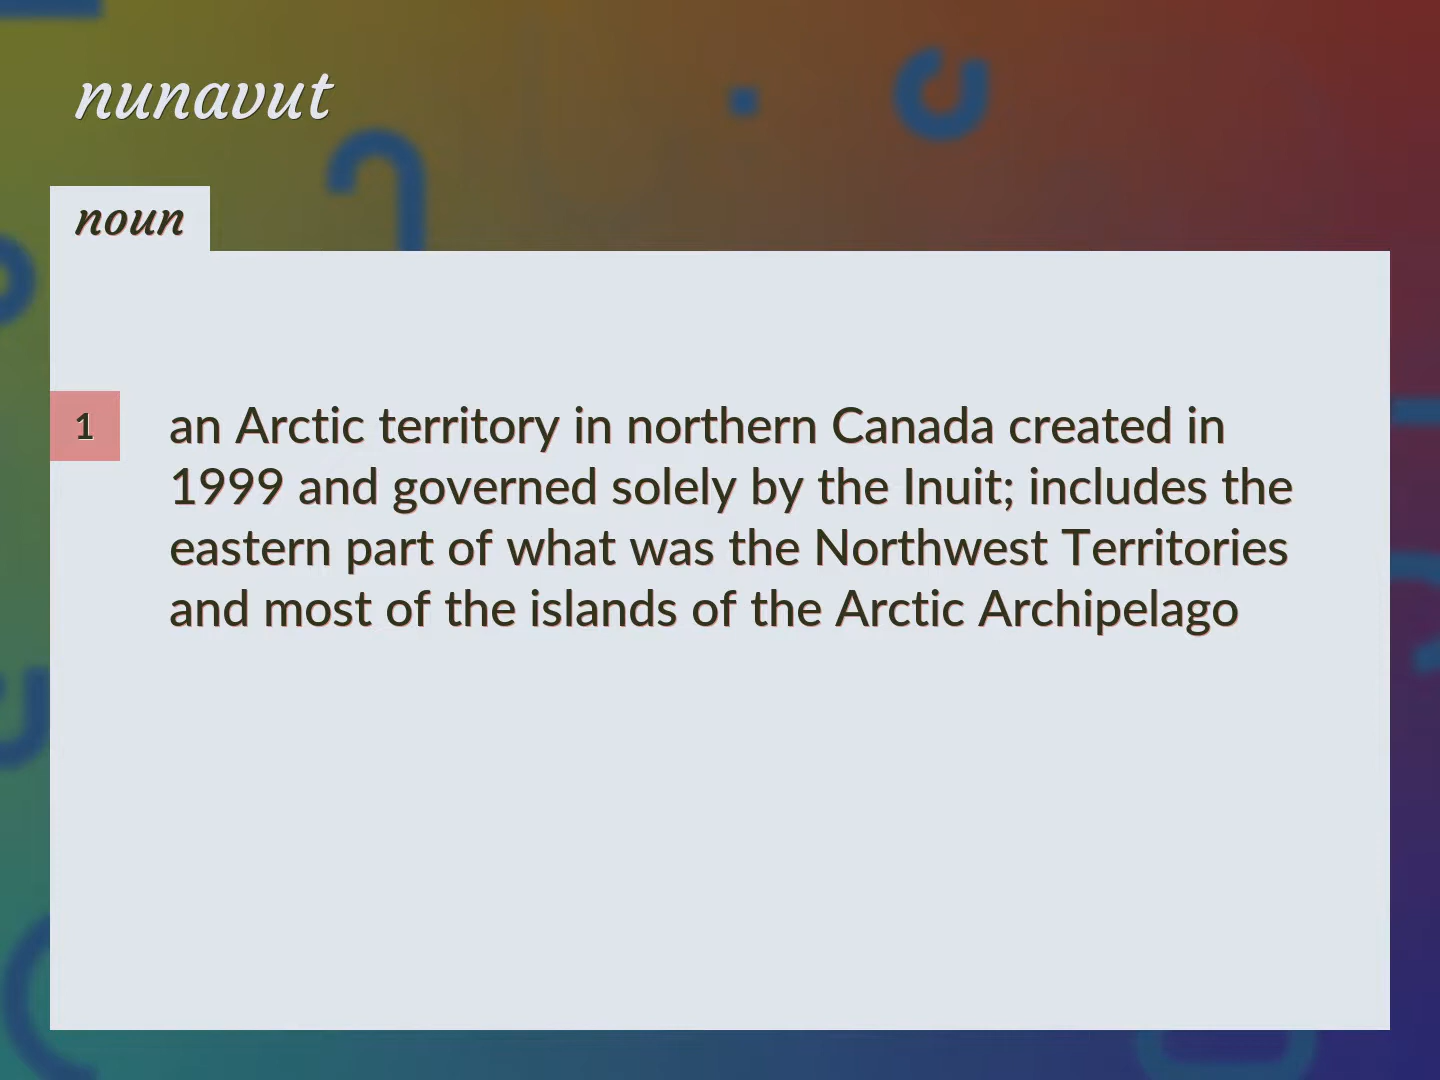 nunavut
noun
1
an Arctic territory in northern Canada created in
1999 and governed solely by the Inuit; includes the
eastern part of what was the Northwest Territories
and most of the islands of the Arctic Archipelago